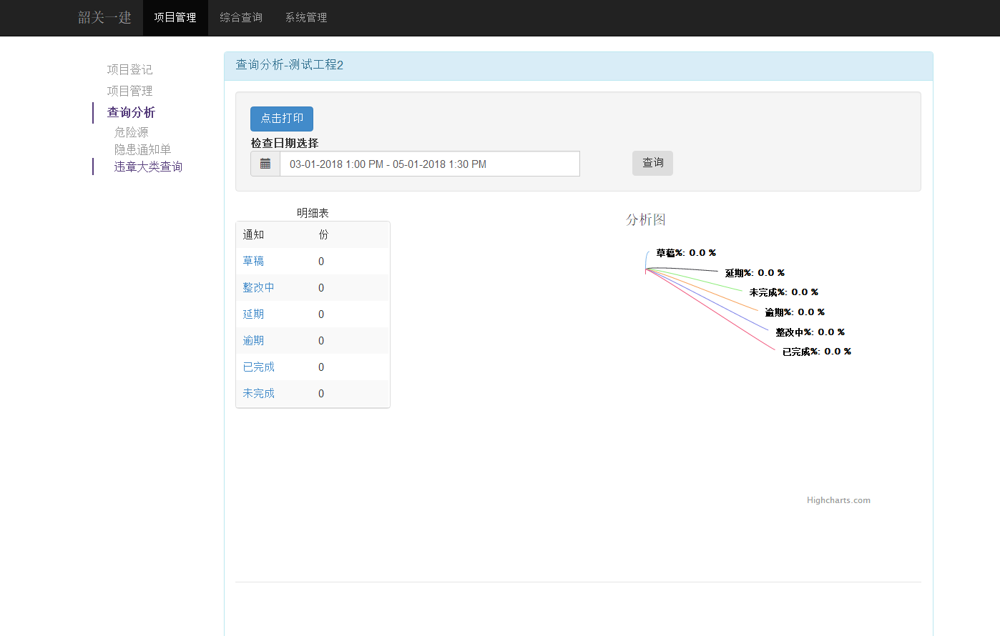 韶关一建 项目管理 综合查询 系统管理
项目登记
项目管理
查询分析
危险源
隐患通知单
违章大类查询
查询分析-测试工程2
点击打印
检查日期选择
03-01-2018 1:00 PM - 05-01-2018 1:30 PM 查询
明细表
通知 份
草稿 0
整改中 0
延期 0
逾期 0
已完成 0
未完成 0
分析图
草稿%: 0.0 %
延期%: 0.0 %
未完成%: 0.0 %
逾期%: 0.0 %
整改中%: 0.0 %
已完成%: 0.0 %
Highcharts.com